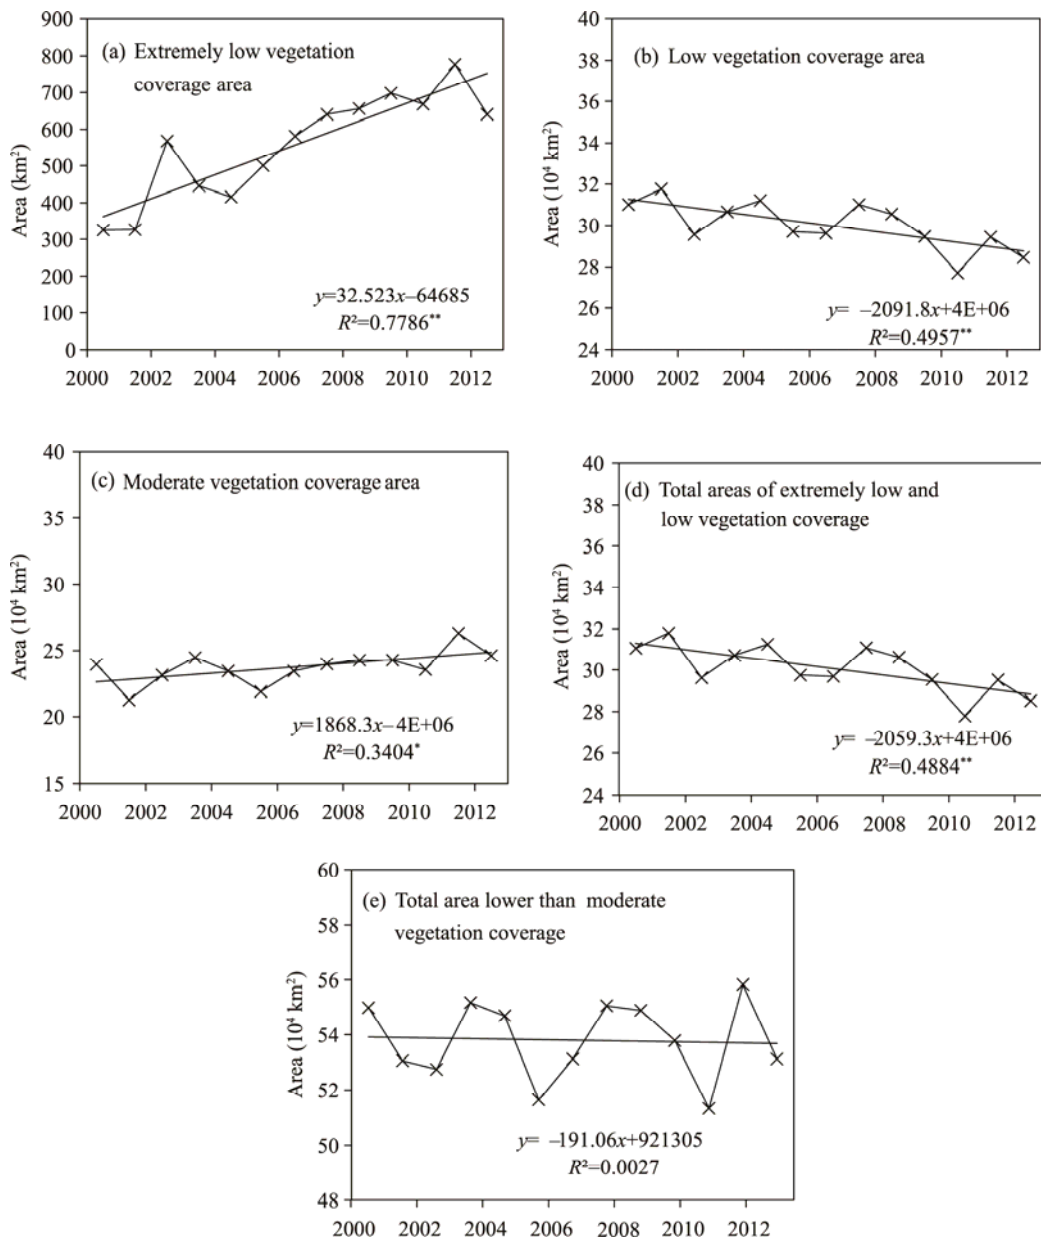 (a) Extremely low vegetation
coverage area
Area (km²)
900
800
700
600
500
400
300
200
100
0
2000 2002 2004 2006 2008 2010 2012
y=32.523x–64685
R²=0.7786**
(b) Low vegetation coverage area
Area (10⁴ km²)
40
38
36
34
32
30
28
26
24
2000 2002 2004 2006 2008 2010 2012
y= –2091.8x+4E+06
R²=0.4957**
(c) Moderate vegetation coverage area
Area (10⁴ km²)
40
35
30
25
20
15
2000 2002 2004 2006 2008 2010 2012
y=1868.3x–4E+06
R²=0.3404*
(d) Total areas of extremely low and
low vegetation coverage
Area (10⁴ km²)
40
38
36
34
32
30
28
26
24
2000 2002 2004 2006 2008 2010 2012
y= –2059.3x+4E+06
R²=0.4884**
(e) Total area lower than moderate
vegetation coverage
Area (10⁴ km²)
60
58
56
54
52
50
48
2000 2002 2004 2006 2008 2010 2012
y= –191.06x+921305
R²=0.0027